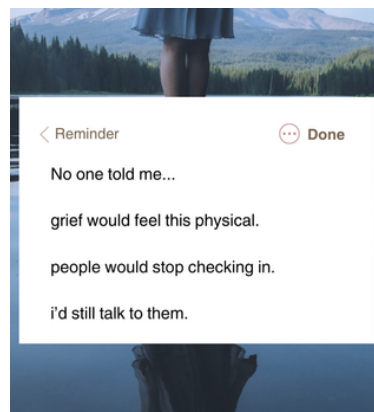 Reminder
Done
No one told me...
grief would feel this physical.
people would stop checking in.
i'd still talk to them.